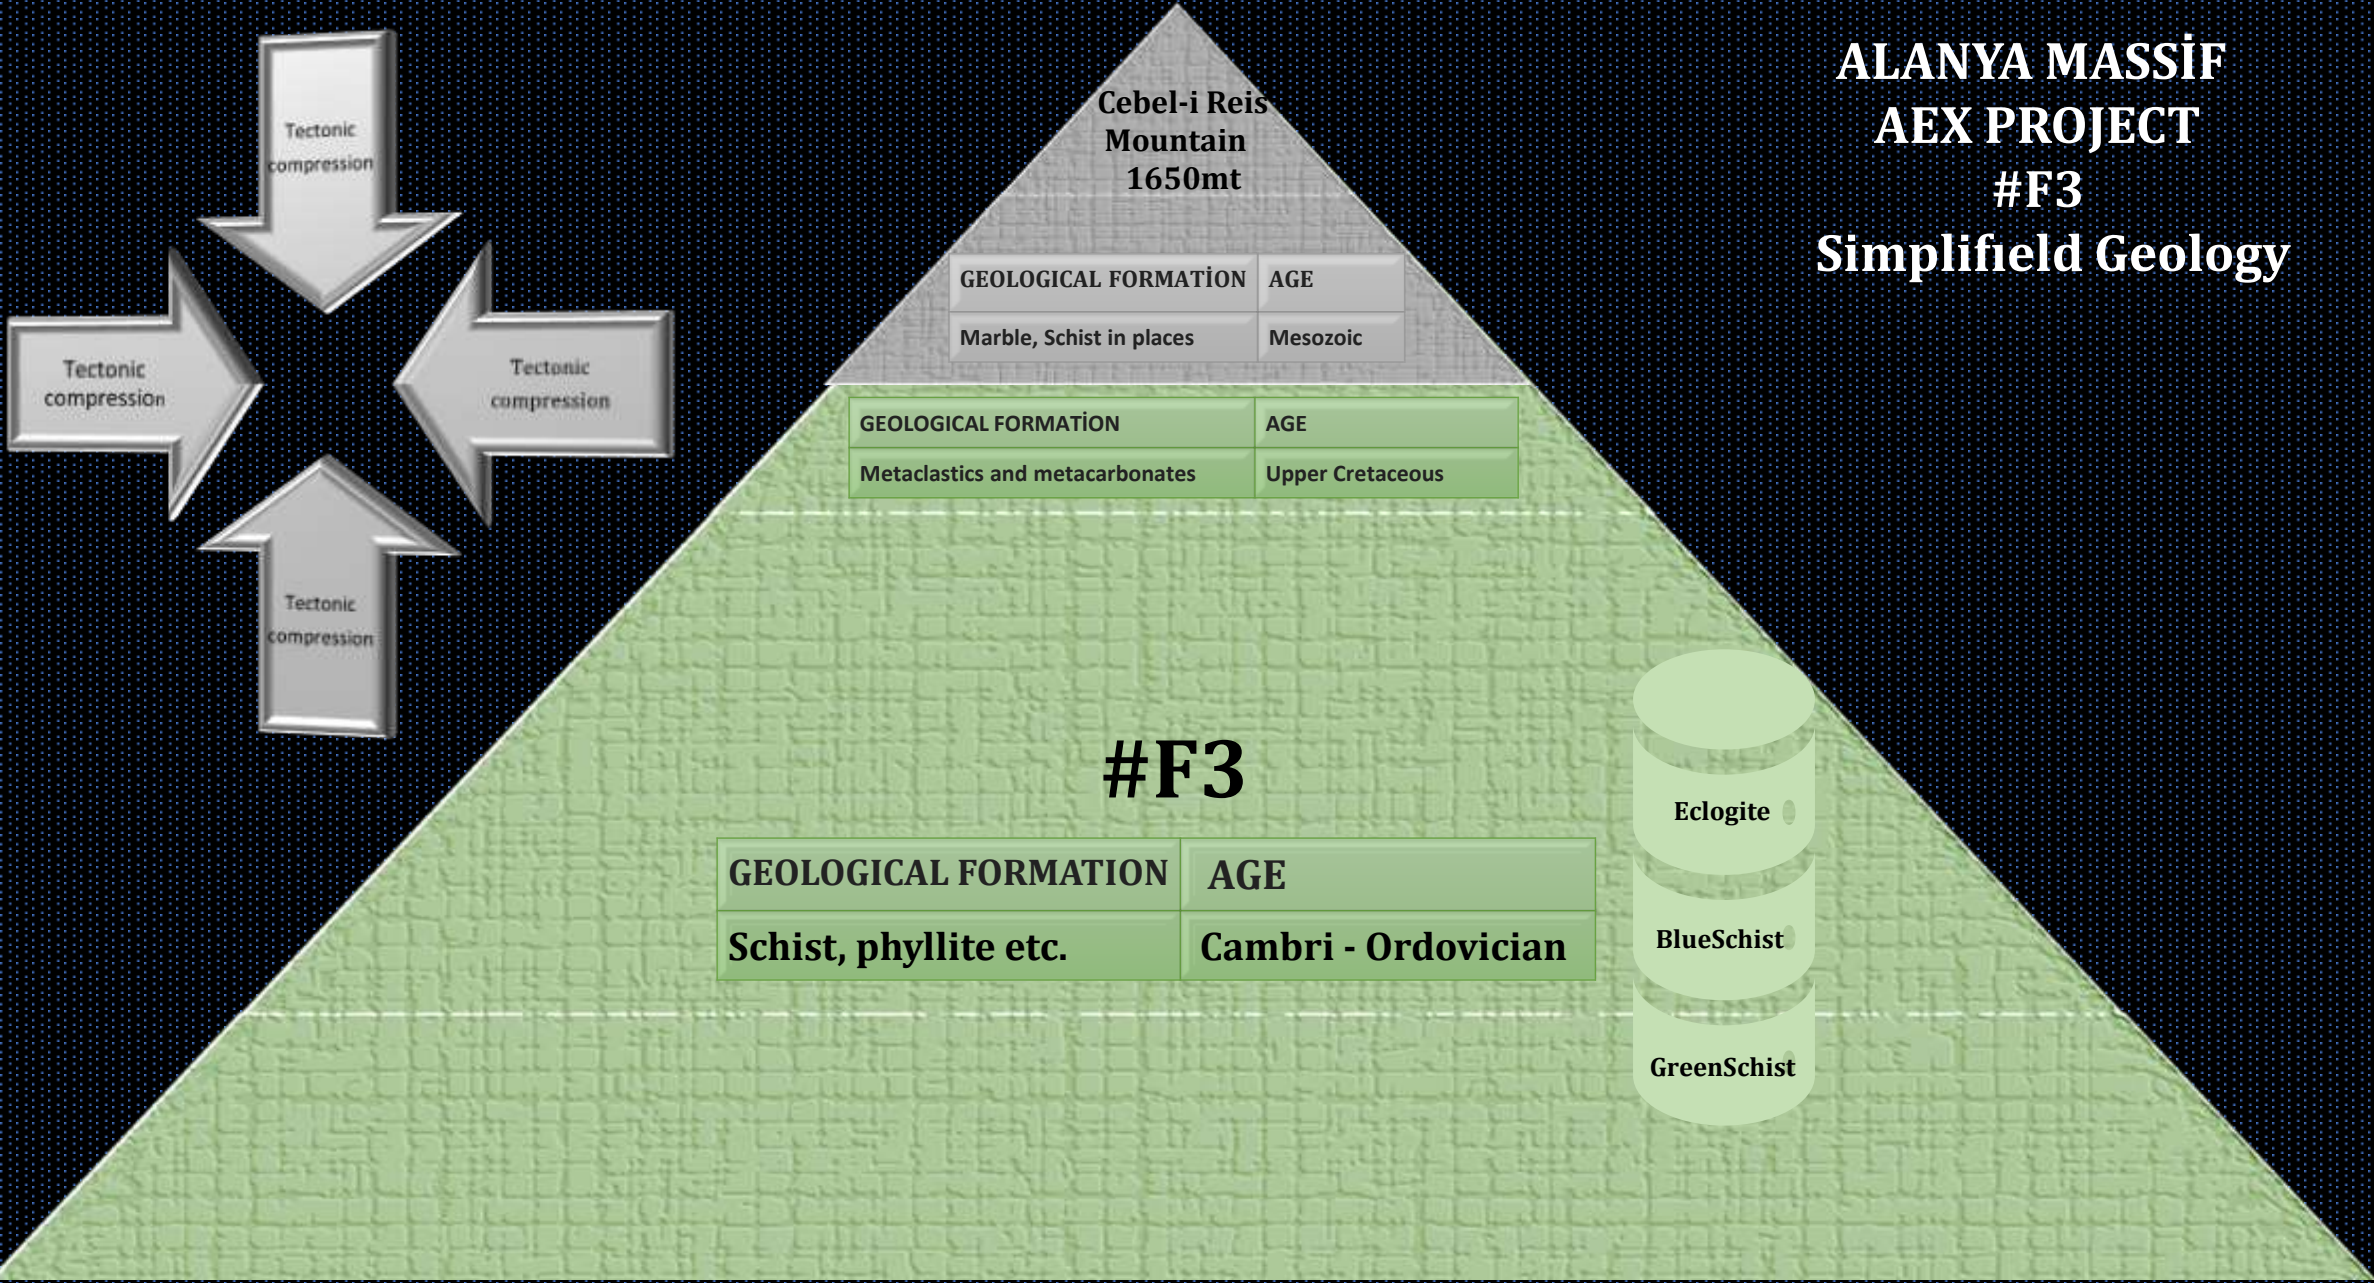 ALANYA MASSİF
AEX PROJECT
#F3
Simplifıeld Geology
Tectonic
compression
Tectonic
compression
Tectonic
compression
Tectonic
compression
Cebel-i Reis
Mountain
1650mt
GEOLOGICAL FORMATİON AGE
Marble, Schist in places Mesozoic
GEOLOGICAL FORMATİON AGE
Metaclastics and metacarbonates Upper Cretaceous
#F3
GEOLOGICAL FORMATION AGE
Schist, phyllite etc. Cambri - Ordovician
Eclogite
BlueSchist
GreenSchist